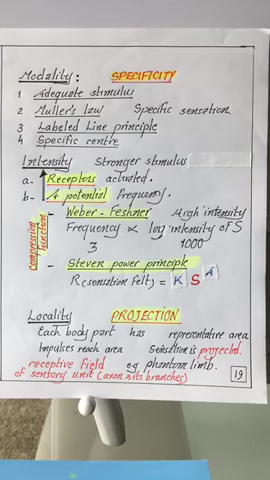 Modality: SPECIFICITY
1 Adequate stimulus
2 Muller's law Specific sensation
3 Labeled Line principle
4 Specific centre
Intensity Stronger stimulus
a- Receptors activated.
b- A potential frequency.
compression function
- Weber-Feshner High intensity
Frequency ∝ log intensity of S
3 1000
- Steven power principle
R (sensation felt) = K S A
Locality PROJECTION
Each body part has representative area
Impulses reach area Sensation is projected.
receptive field eg. phantom limb.
of sensory unit (axon & its branches)
19